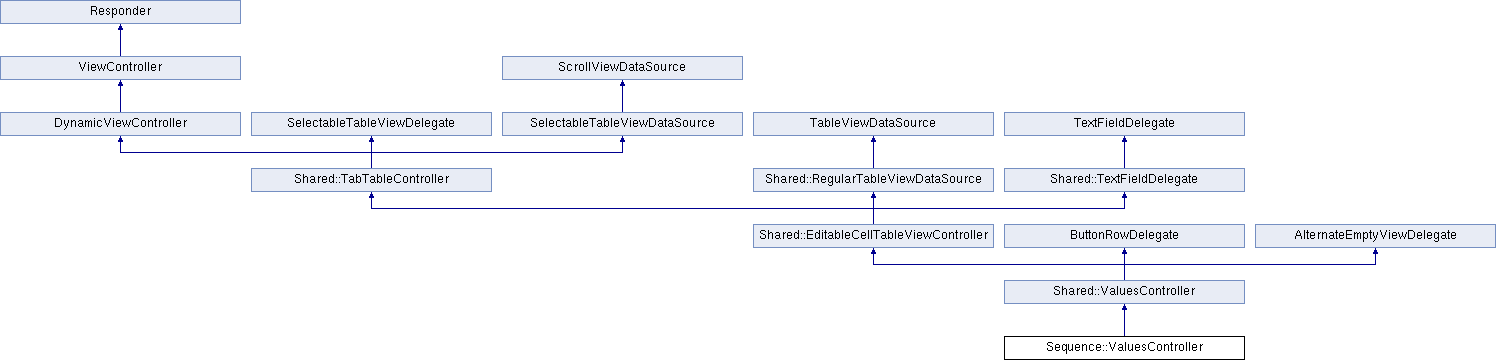 Responder
ViewController
ScrollViewDataSource
DynamicViewController
SelectableTableViewDelegate
SelectableTableViewDataSource
TableViewDataSource
TextFieldDelegate
Shared::TabTableController
Shared::RegularTableViewDataSource
Shared::TextFieldDelegate
Shared::EditableCellTableViewController
ButtonRowDelegate
AlternateEmptyViewDelegate
Shared::ValuesController
Sequence::ValuesController